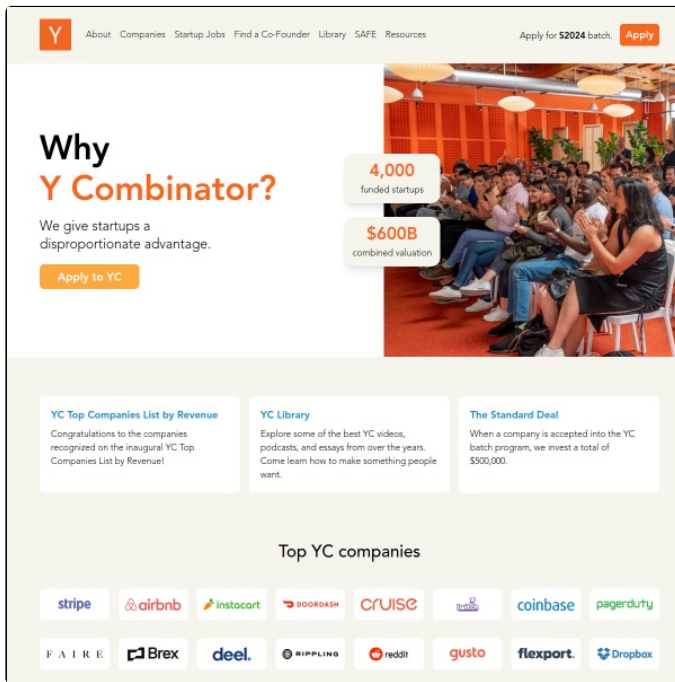 Y
About Companies Startup Jobs Find a Co-Founder Library SAFE Resources
Apply for S2024 batch. Apply
Why
Y Combinator?
We give startups a
disproportionate advantage.
Apply to YC
4,000
funded startups
$600B
combined valuation
YC Top Companies List by Revenue
Congratulations to the companies
recognized on the inaugural YC Top
Companies List by Revenue!
YC Library
Explore some of the best YC videos,
podcasts, and essays from over the years.
Come learn how to make something people
want.
The Standard Deal
When a company is accepted into the YC
batch program, we invest a total of
$500,000.
Top YC companies
stripe airbnb instacart DOORDASH cruise twitch coinbase pagerduty
FAIRE Brex deel. RIPPLING reddit gusto flexport. Dropbox